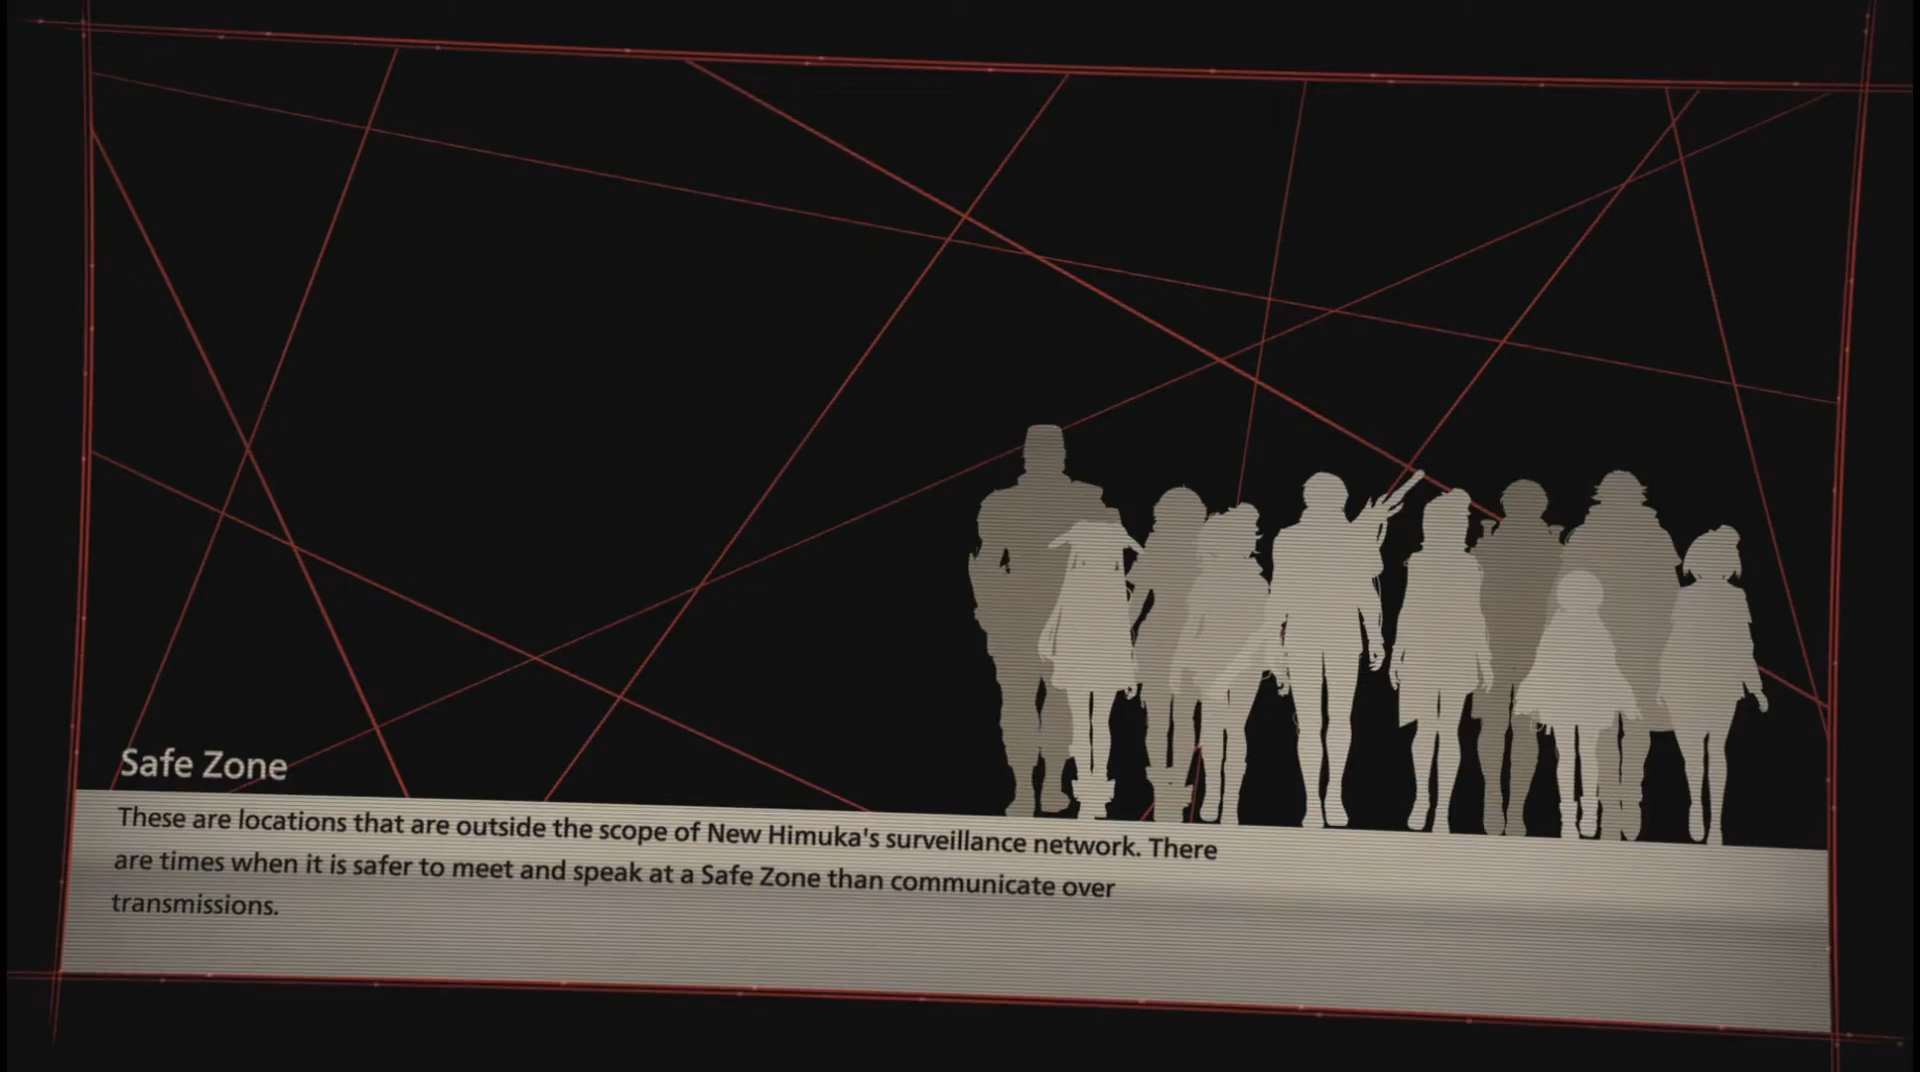 Safe Zone
These are locations that are outside the scope of New Himuka's surveillance network. There
are times when it is safer to meet and speak at a Safe Zone than communicate over
transmissions.